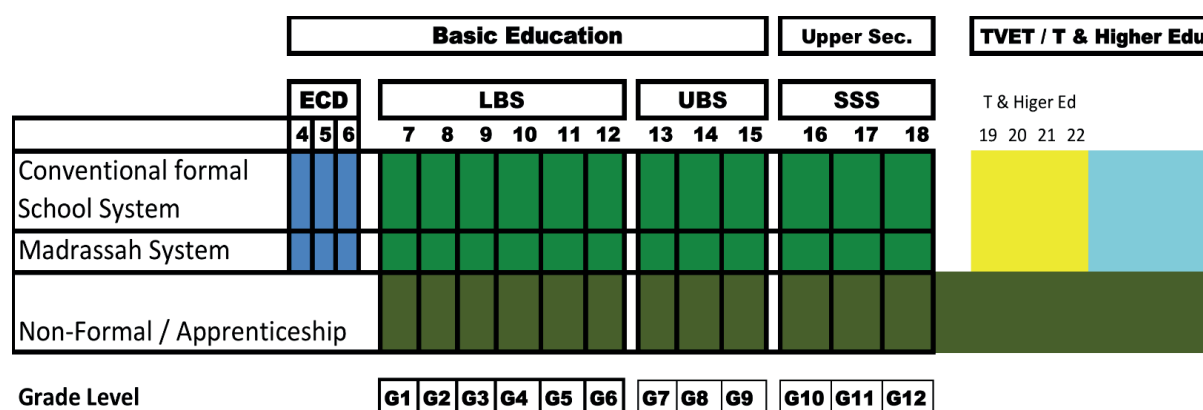 Basic Education Upper Sec. TVET / T & Higher Edu
ECD LBS UBS SSS T & Higer Ed
4 5 6 7 8 9 10 11 12 13 14 15 16 17 18 19 20 21 22
Conventional formal
School System
Madrassah System
Non-Formal / Apprenticeship
Grade Level G1 G2 G3 G4 G5 G6 G7 G8 G9 G10 G11 G12